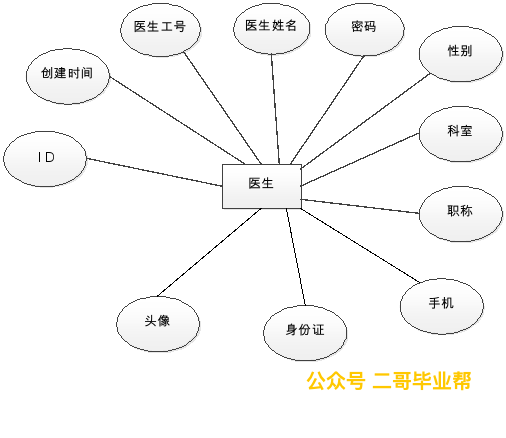 医生工号
医生姓名
密码
性别
创建时间
科室
ID
医生
职称
手机
头像
身份证
公众号 二哥毕业帮